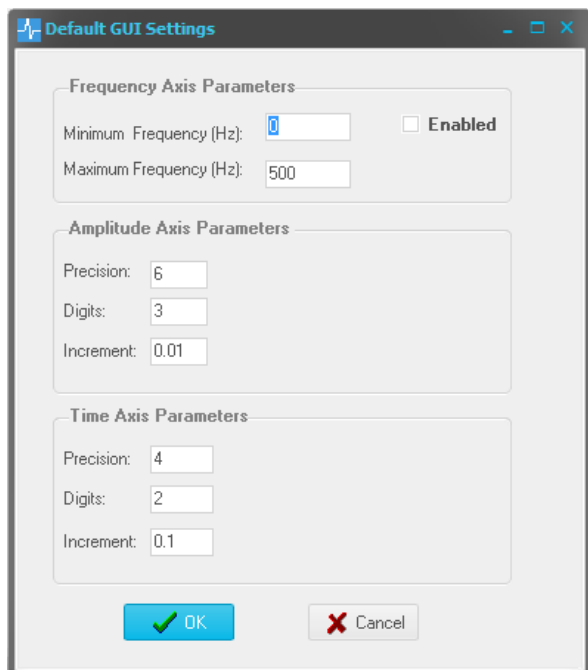 Default GUI Settings
Frequency Axis Parameters
Minimum Frequency (Hz): 0 Enabled
Maximum Frequency (Hz): 500
Amplitude Axis Parameters
Precision: 6
Digits: 3
Increment: 0.01
Time Axis Parameters
Precision: 4
Digits: 2
Increment: 0.1
OK Cancel